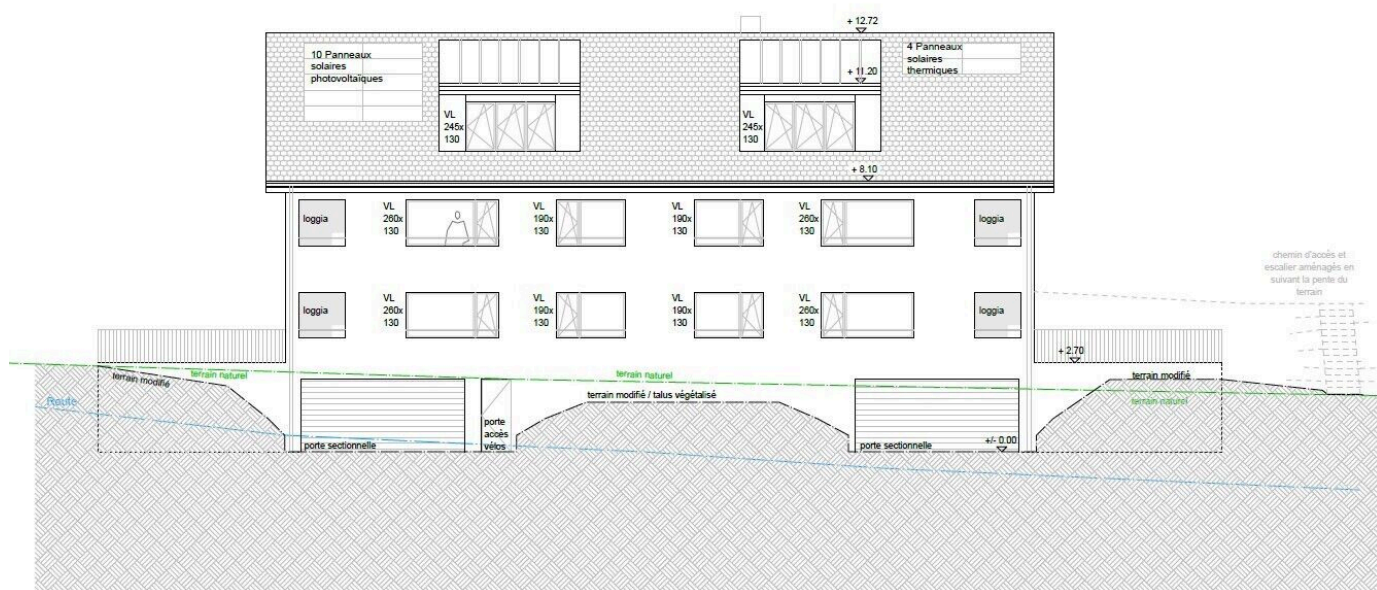 + 12.72
10 Panneaux
solaires
photovoltaïques
4 Panneaux
solaires
thermiques
+ 11.20
VL
245x
130
VL
245x
130
+ 8.10
loggia
VL
260x
130
VL
190x
130
VL
190x
130
VL
260x
130
loggia
chemin d'accès et
escalier aménagés en
suivant la pente du
terrain
loggia
VL
260x
130
VL
190x
130
VL
190x
130
VL
260x
130
loggia
+ 2.70
terrain modifié
terrain naturel
terrain naturel
terrain modifié
Route
terrain modifié / talus végétalisé
terrain naturel
porte
accès
vélos
porte sectionnelle
porte sectionnelle
+/- 0.00